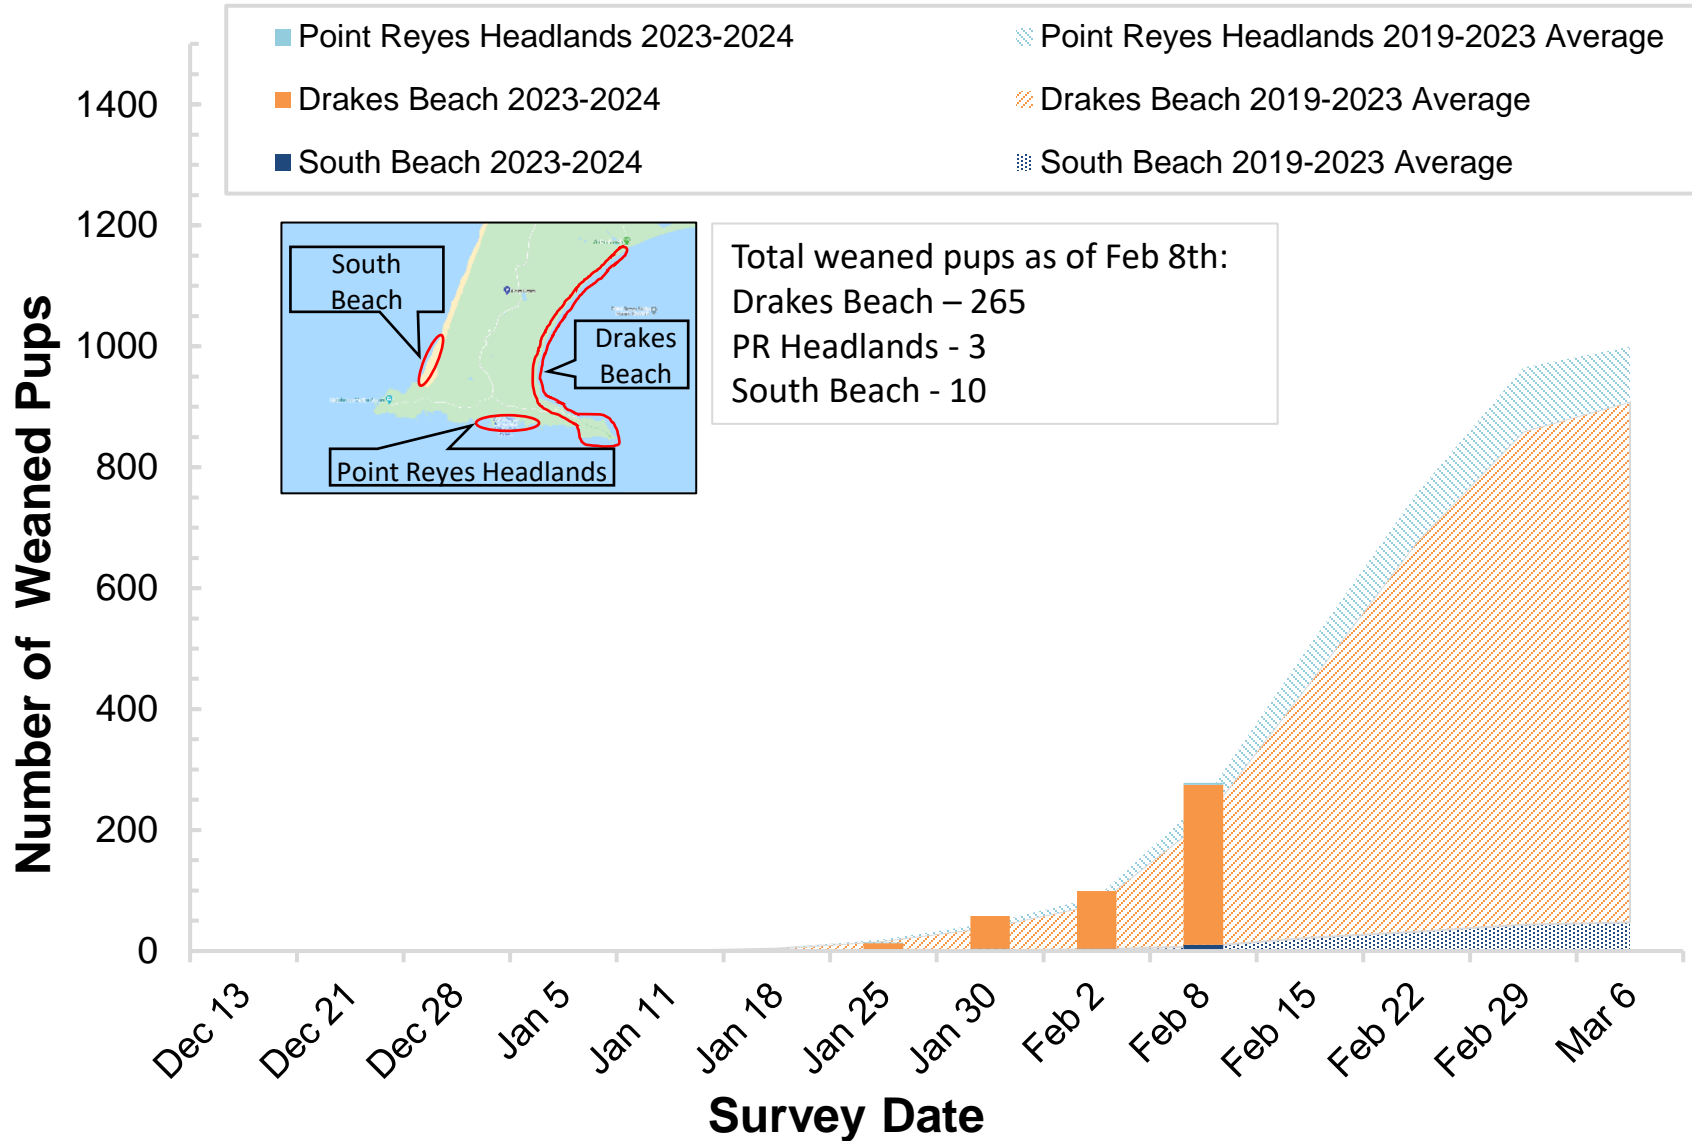 Point Reyes Headlands 2023-2024
Point Reyes Headlands 2019-2023 Average
Drakes Beach 2023-2024
Drakes Beach 2019-2023 Average
South Beach 2023-2024
South Beach 2019-2023 Average
Number of  Weaned Pups
1400
1200
1000
800
600
400
200
0
South
Beach
Drakes
Beach
Point Reyes Headlands
Total weaned pups as of Feb 8th:
Drakes Beach – 265
PR Headlands - 3
South Beach - 10
Dec 13
Dec 21
Dec 28
Jan 5
Jan 11
Jan 18
Jan 25
Jan 30
Feb 2
Feb 8
Feb 15
Feb 22
Feb 29
Mar 6
Survey Date